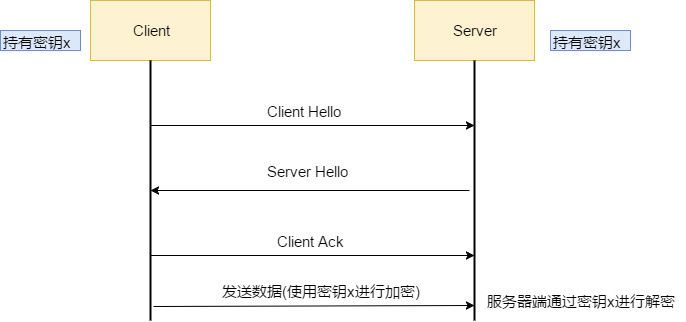 Client
Server
持有密钥x
持有密钥x
Client Hello
Server Hello
Client Ack
发送数据(使用密钥x进行加密)
服务器端通过密钥x进行解密